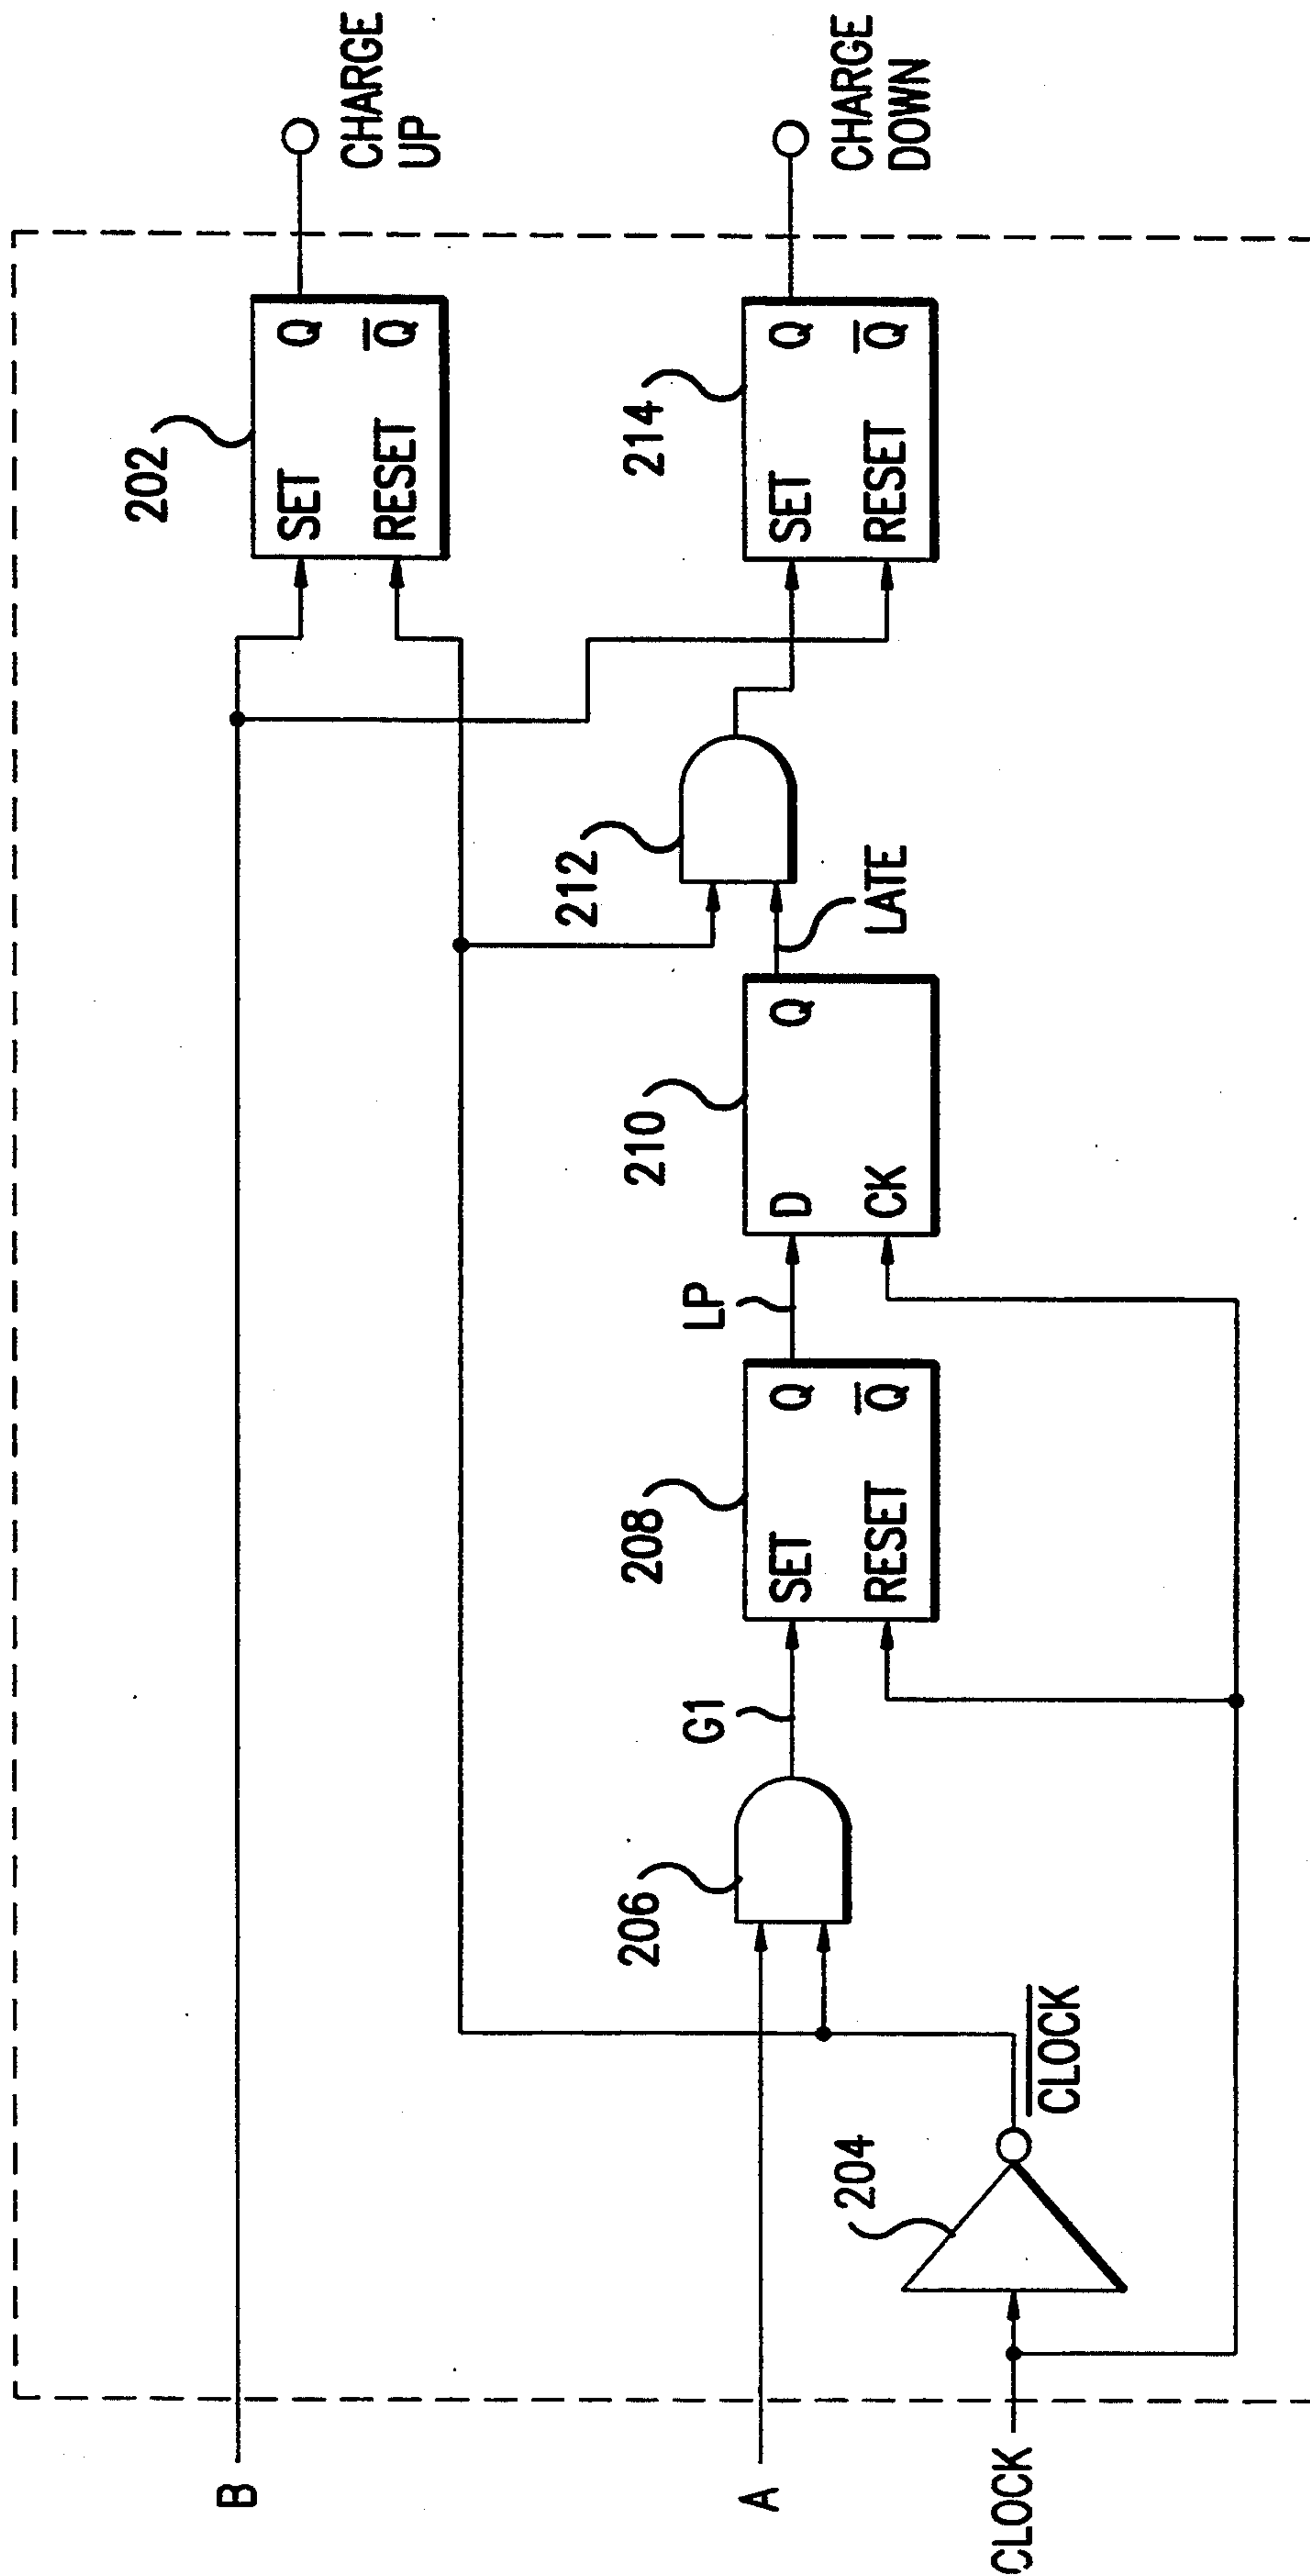 B
A
CLOCK
204
CLOCK
206
G1
208
SET
Q
RESET
Q
LP
210
D
Q
CK
LATE
212
202
SET
Q
RESET
Q
CHARGE
UP
214
SET
Q
RESET
Q
CHARGE
DOWN